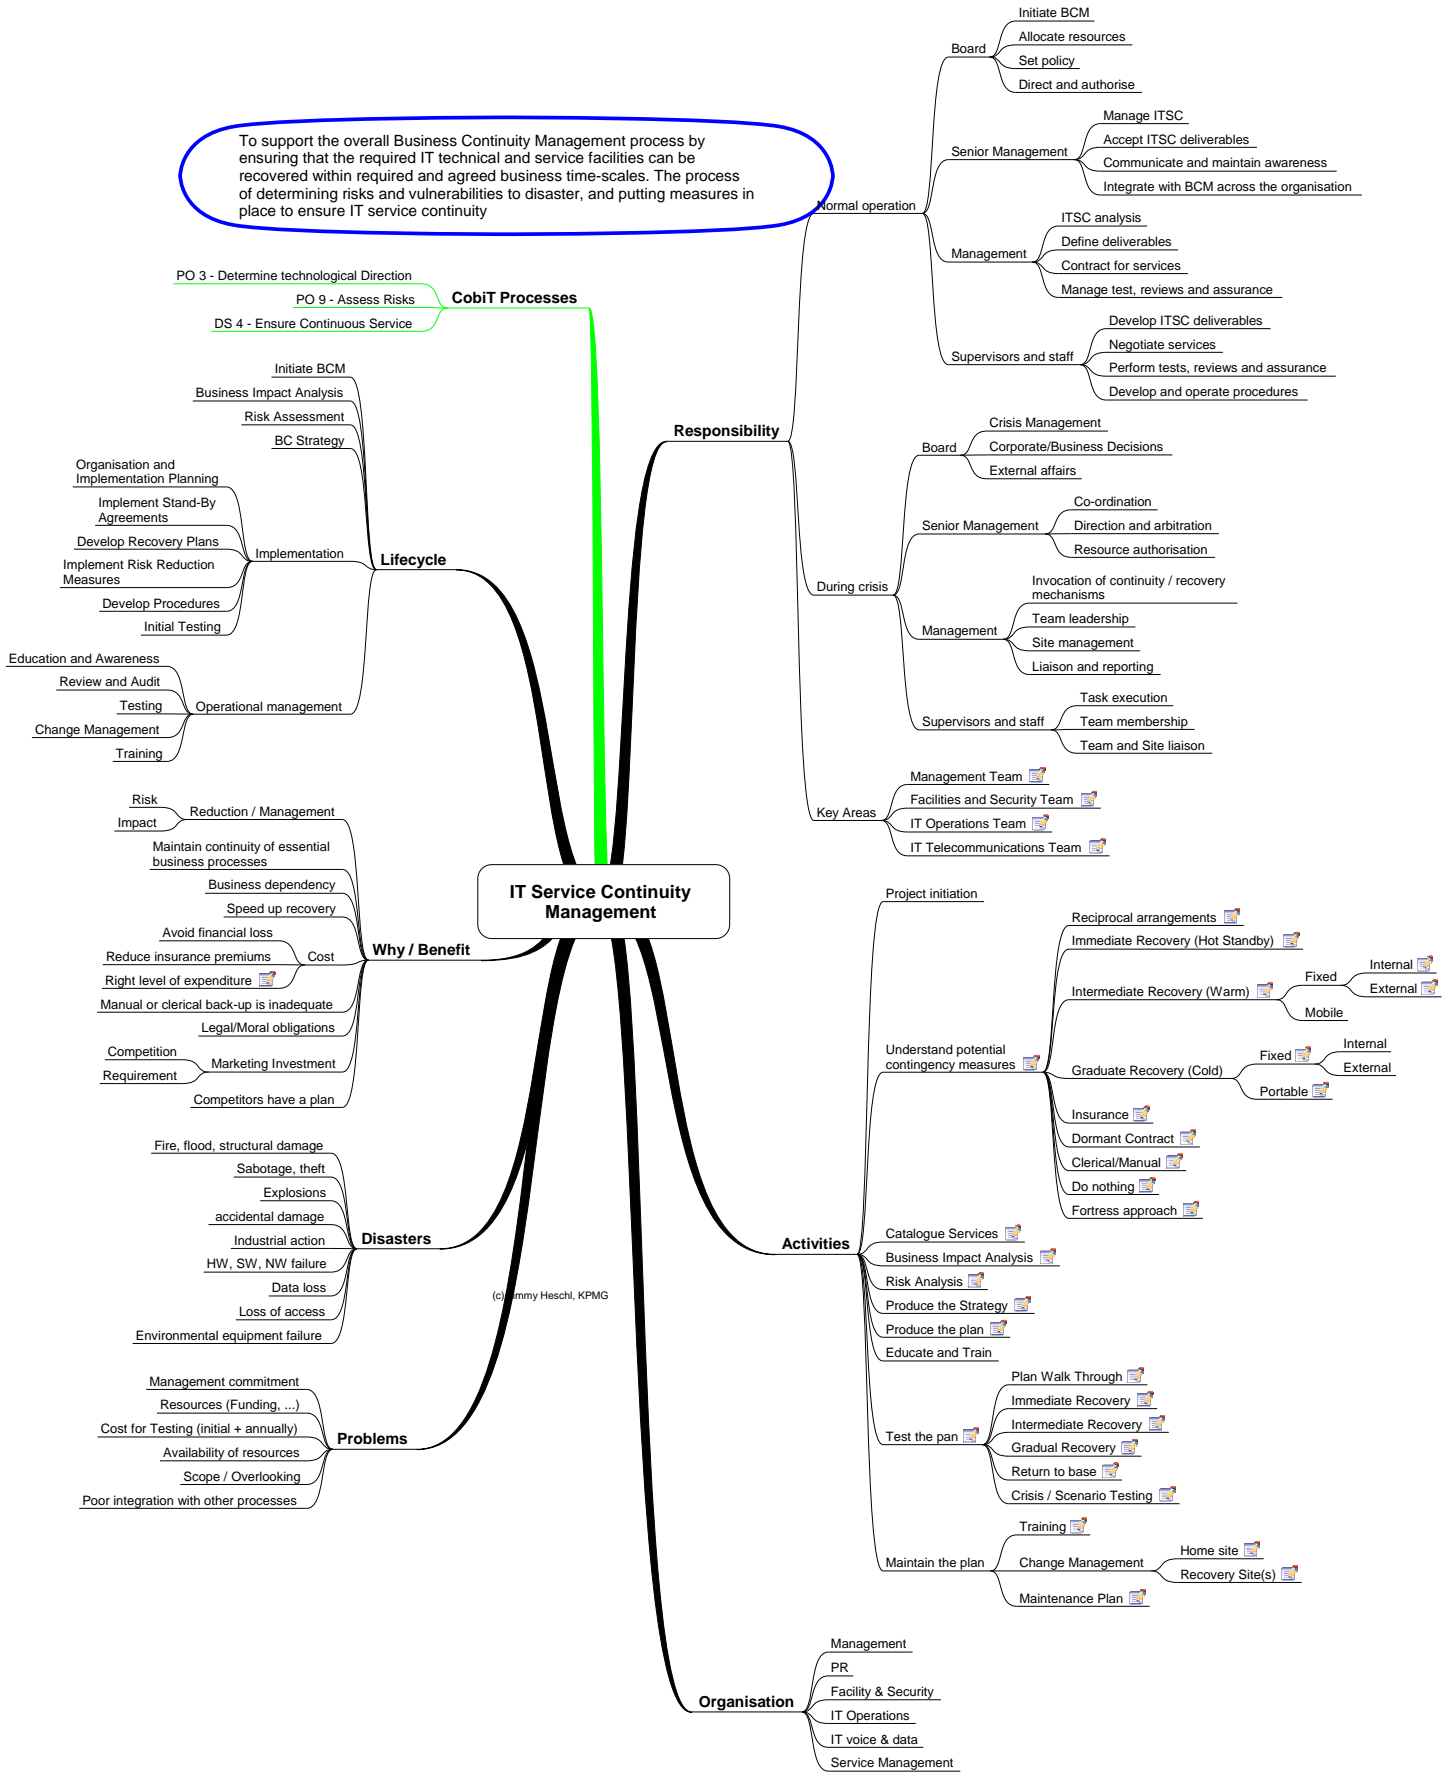 To support the overall Business Continuity Management process by
ensuring that the required IT technical and service facilities can be
recovered within required and agreed business time-scales. The process
of determining risks and vulnerabilities to disaster, and putting measures in
place to ensure IT service continuity
IT Service Continuity
Management
CobiT Processes
PO 3 - Determine technological Direction
PO 9 - Assess Risks
DS 4 - Ensure Continuous Service
Lifecycle
Initiate BCM
Business Impact Analysis
Risk Assessment
BC Strategy
Implementation
Organisation and
Implementation Planning
Implement Stand-By
Agreements
Develop Recovery Plans
Implement Risk Reduction
Measures
Develop Procedures
Initial Testing
Operational management
Education and Awareness
Review and Audit
Testing
Change Management
Training
Why / Benefit
Reduction / Management
Risk
Impact
Maintain continuity of essential
business processes
Business dependency
Speed up recovery
Cost
Avoid financial loss
Reduce insurance premiums
Right level of expenditure
Manual or clerical back-up is inadequate
Legal/Moral obligations
Marketing Investment
Competition
Requirement
Competitors have a plan
Disasters
Fire, flood, structural damage
Sabotage, theft
Explosions
accidental damage
Industrial action
HW, SW, NW failure
Data loss
Loss of access
Environmental equipment failure
(c) Heschl, KPMG
Problems
Management commitment
Resources (Funding, ...)
Cost for Testing (initial + annually)
Availability of resources
Scope / Overlooking
Poor integration with other processes
Responsibility
Normal operation
Board
Initiate BCM
Allocate resources
Set policy
Direct and authorise
Senior Management
Manage ITSC
Accept ITSC deliverables
Communicate and maintain awareness
Integrate with BCM across the organisation
Management
ITSC analysis
Define deliverables
Contract for services
Manage test, reviews and assurance
Supervisors and staff
Develop ITSC deliverables
Negotiate services
Perform tests, reviews and assurance
Develop and operate procedures
During crisis
Board
Crisis Management
Corporate/Business Decisions
External affairs
Senior Management
Co-ordination
Direction and arbitration
Resource authorisation
Management
Invocation of continuity / recovery
mechanisms
Team leadership
Site management
Liaison and reporting
Supervisors and staff
Task execution
Team membership
Team and Site liaison
Key Areas
Management Team
Facilities and Security Team
IT Operations Team
IT Telecommunications Team
Activities
Project initiation
Understand potential
contingency measures
Reciprocal arrangements
Immediate Recovery (Hot Standby)
Intermediate Recovery (Warm)
Fixed
Internal
External
Mobile
Graduate Recovery (Cold)
Fixed
Internal
External
Portable
Insurance
Dormant Contract
Clerical/Manual
Do nothing
Fortress approach
Catalogue Services
Business Impact Analysis
Risk Analysis
Produce the Strategy
Produce the plan
Educate and Train
Test the pan
Plan Walk Through
Immediate Recovery
Intermediate Recovery
Gradual Recovery
Return to base
Crisis / Scenario Testing
Maintain the plan
Training
Change Management
Home site
Recovery Site(s)
Maintenance Plan
Organisation
Management
PR
Facility & Security
IT Operations
IT voice & data
Service Management